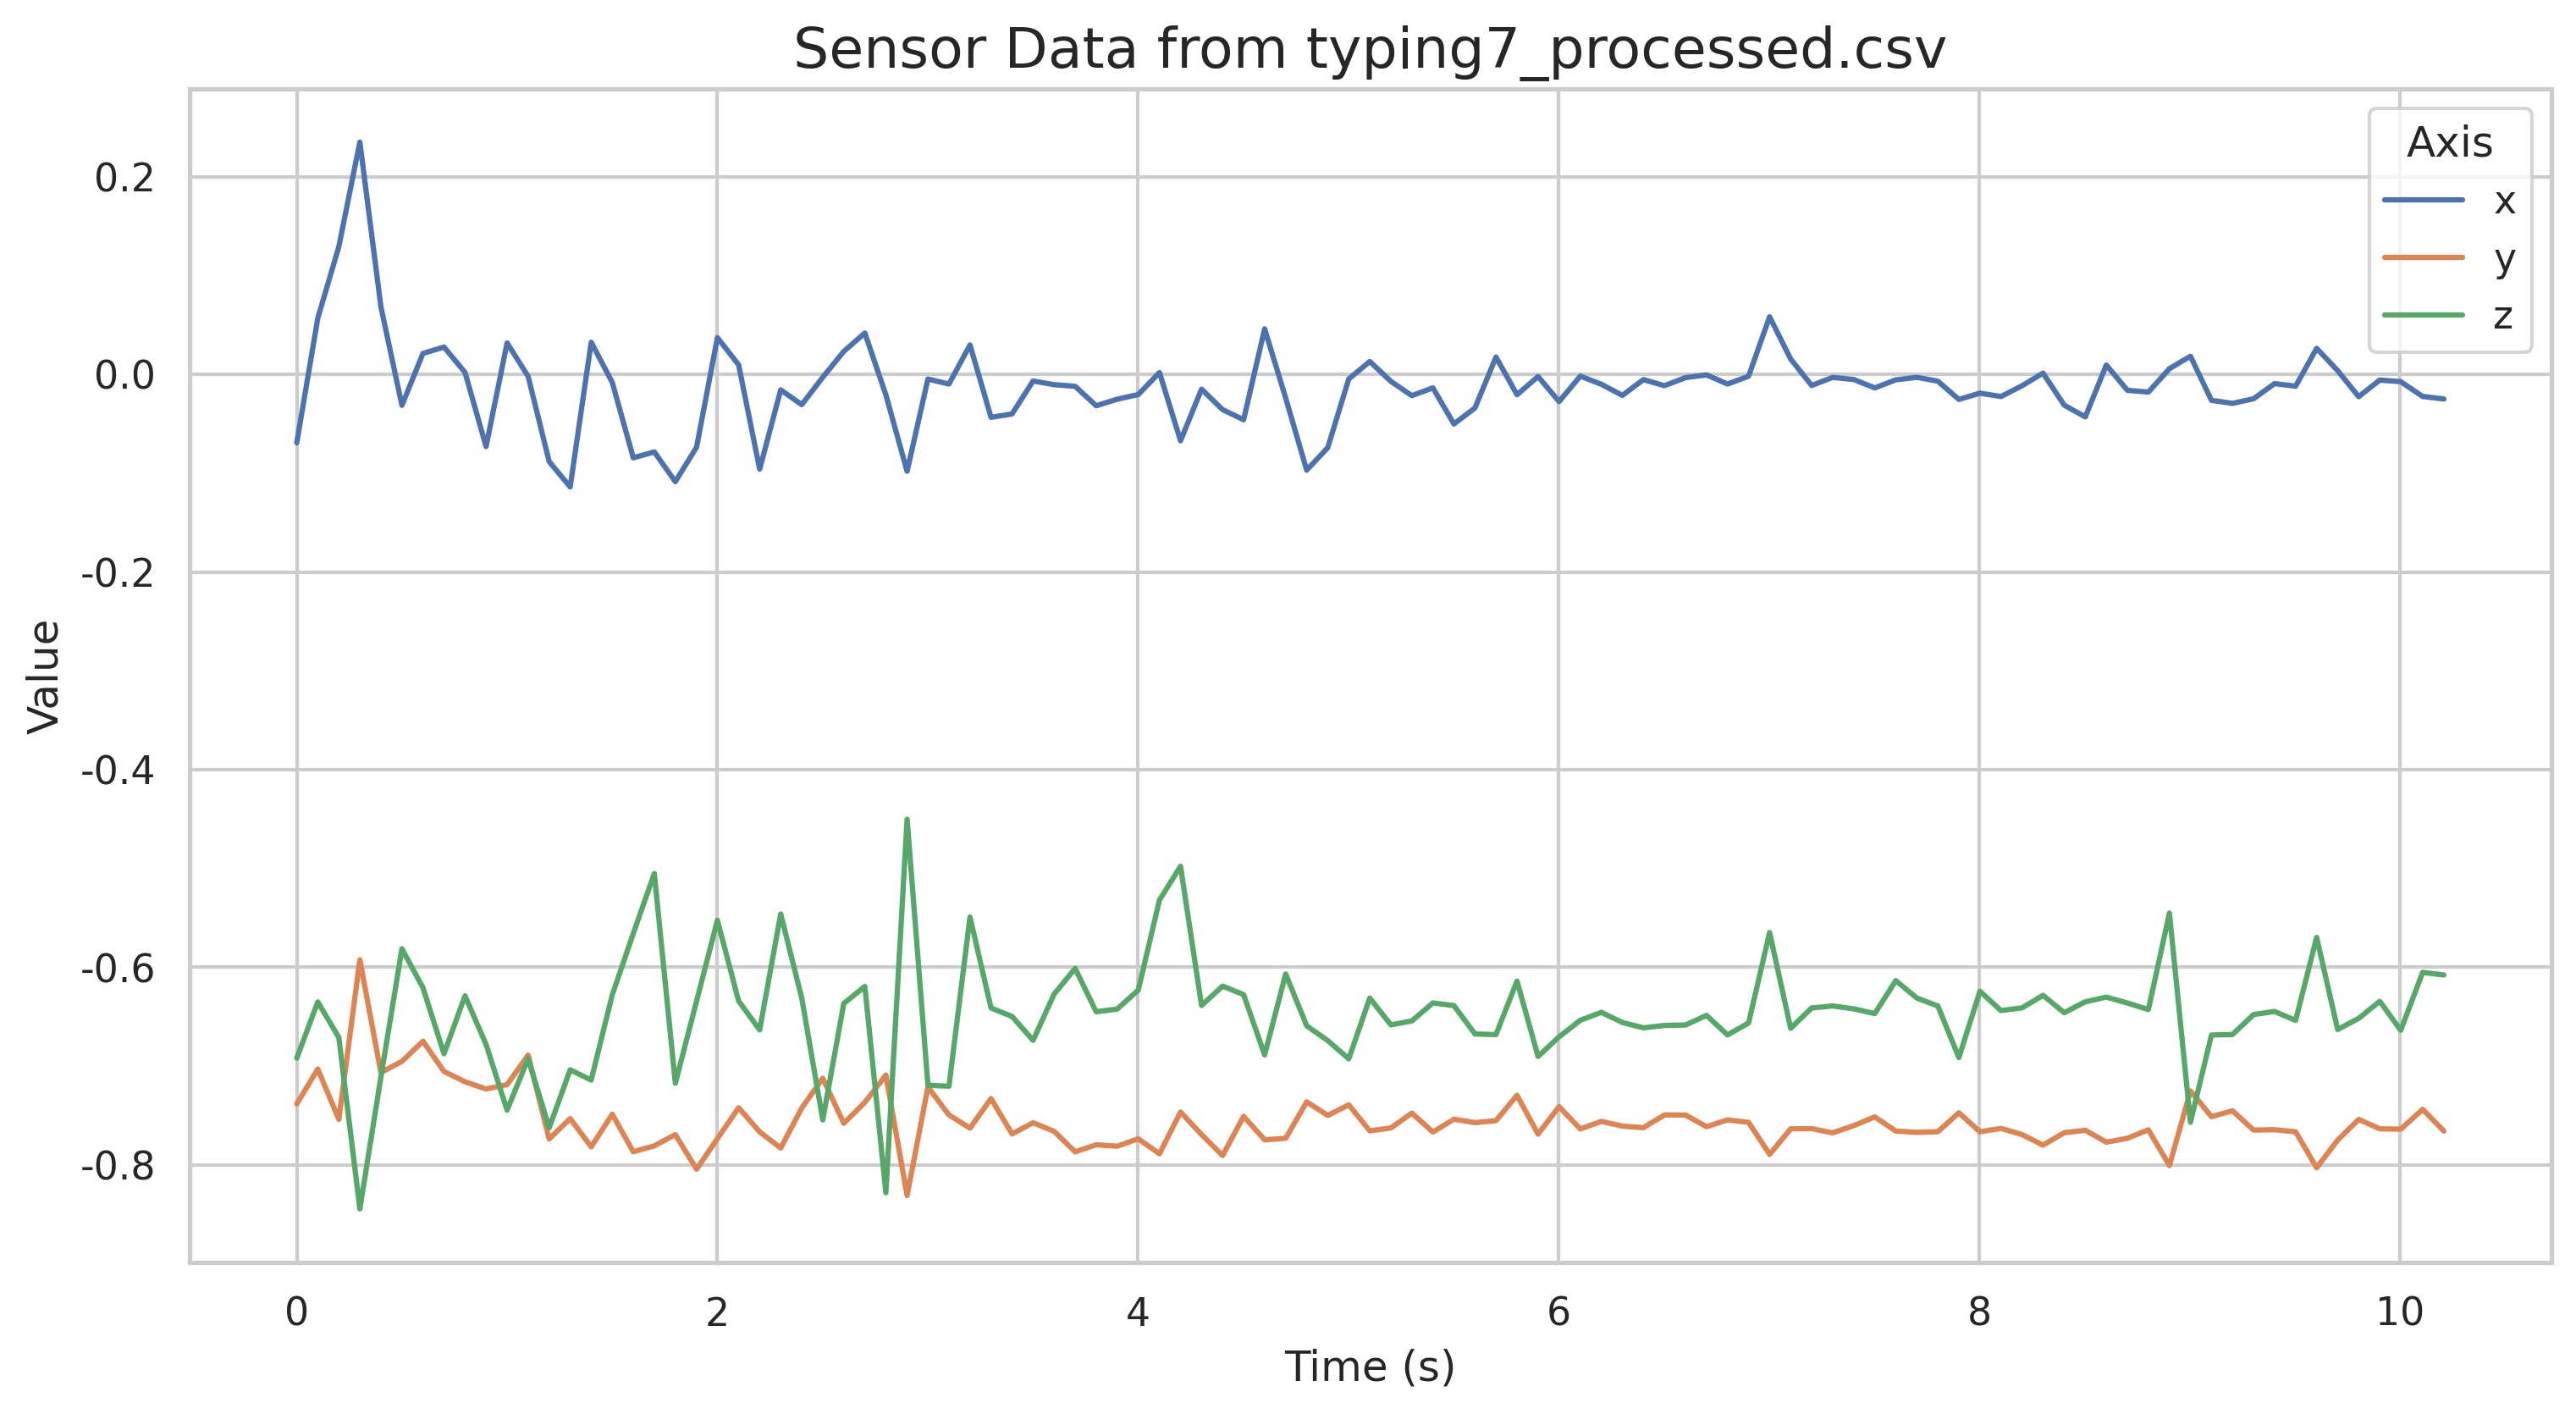 Sensor Data from typing7_processed.csv
Axis
x
y
z
0.2
0.0
-0.2
-0.4
-0.6
-0.8
Value
0 2 4 6 8 10
Time (s)